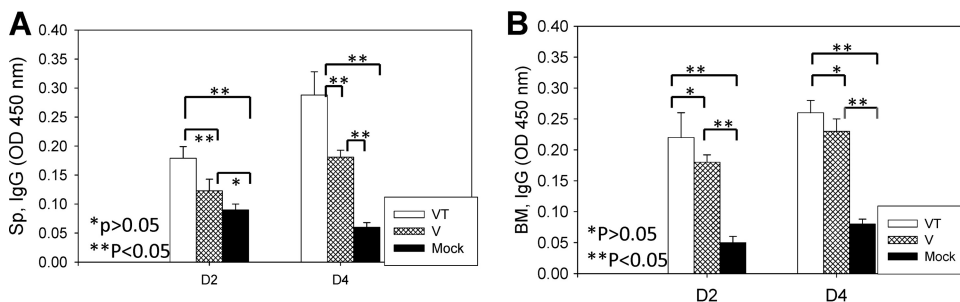 A
Sp, IgG (OD 450 nm)
0.40
0.35
0.30
0.25
0.20
0.15
0.10
0.05
0.00
**
**
*
**
**
**
*p>0.05
**P<0.05
VT
V
Mock
D2
D4
B
BM, IgG (OD 450 nm)
0.40
0.35
0.30
0.25
0.20
0.15
0.10
0.05
0.00
**
*
**
**
*
**
*P>0.05
**P<0.05
VT
V
Mock
D2
D4